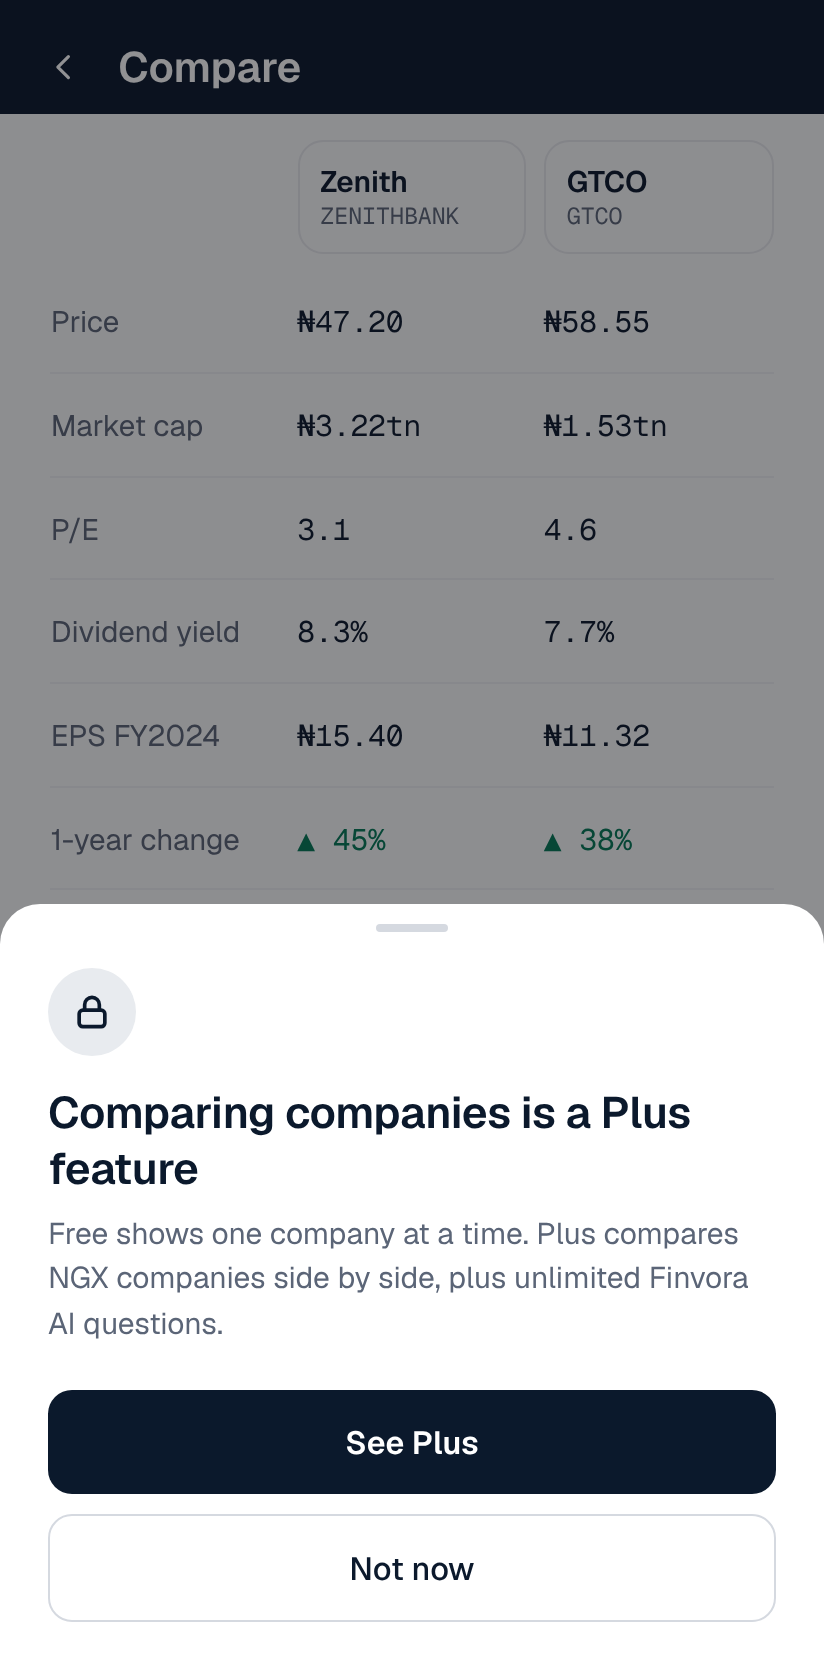 Compare
Zenith GTCO
ZENITHBANK GTCO
Price ₦47.20 ₦58.55
Market cap ₦3.22tn ₦1.53tn
P/E 3.1 4.6
Dividend yield 8.3% 7.7%
EPS FY2024 ₦15.40 ₦11.32
1-year change ▲ 45% ▲ 38%
Comparing companies is a Plus
feature
Free shows one company at a time. Plus compares
NGX companies side by side, plus unlimited Finvora
AI questions.
See Plus
Not now